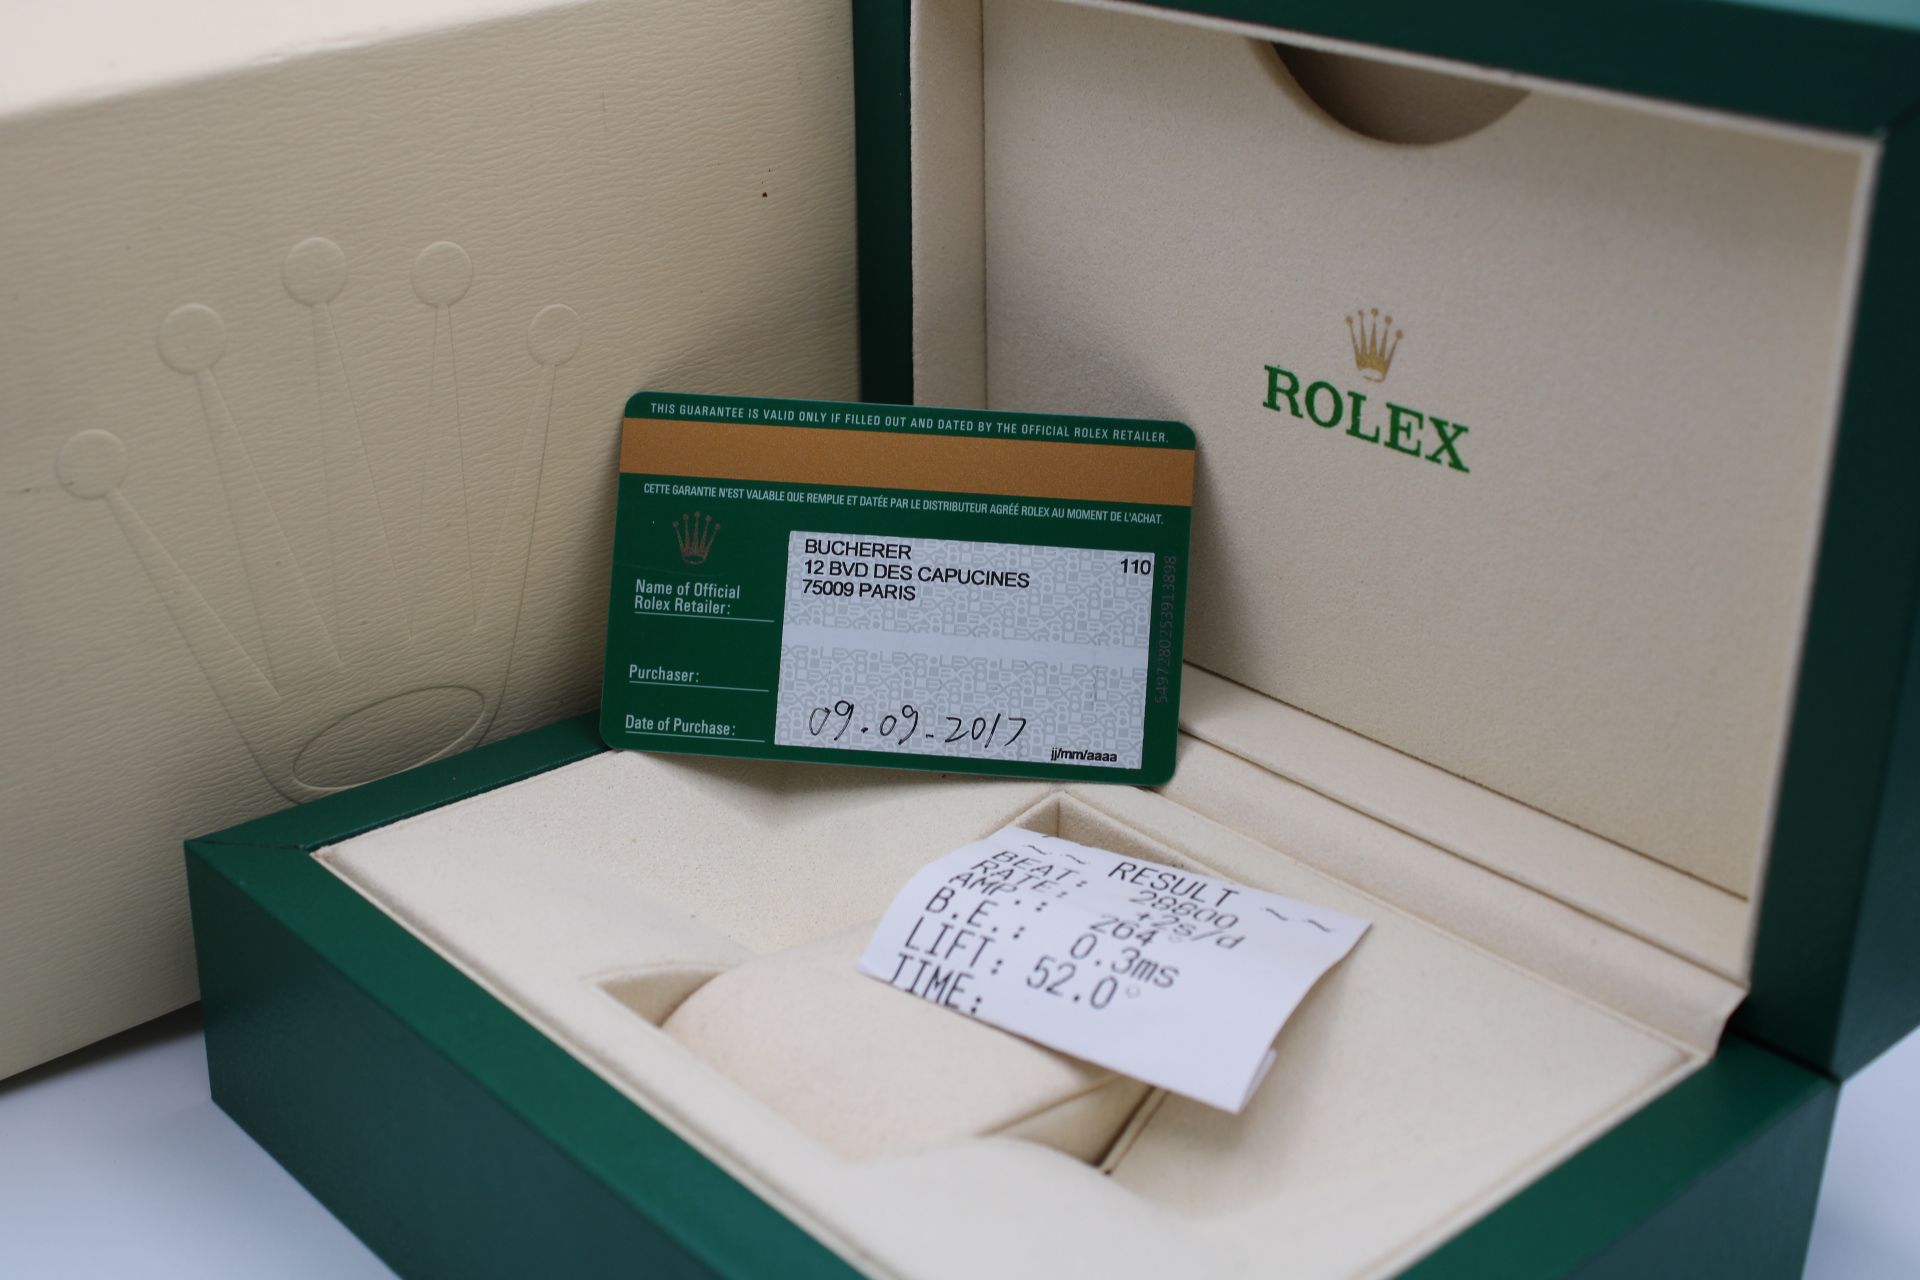 ROLEX
THIS GUARANTEE IS VALID ONLY IF FILLED OUT AND DATED BY THE OFFICIAL ROLEX RETAILER.
CETTE GARANTIE N'EST VALABLE QUE REMPLIE ET DATÉE PAR LE DISTRIBUTEUR AGRÉÉ ROLEX AU MOMENT DE L'ACHAT.
Name of Official
Rolex Retailer:
BUCHERER 110
12 BVD DES CAPUCINES
75009 PARIS
Purchaser:
Date of Purchase:
09.09.2017
jj/mm/aaaa
~~ RESULT ~~
BEAT: 28800
RATE: +2s/d
AMP.: 264°
B.E.: 0.3ms
LIFT: 52.0°
TIME: